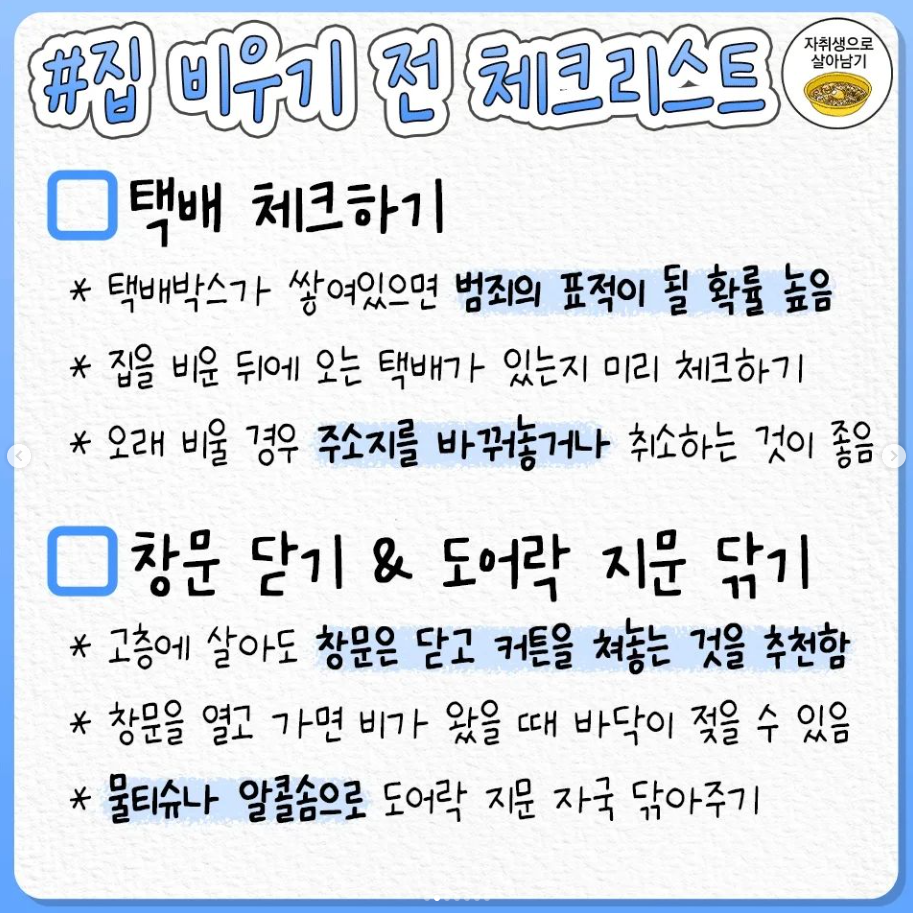 #집 비우기 전 체크리스트
자취생으로
살아남기
택배 체크하기
* 택배박스가 쌓여있으면 범죄의 표적이 될 확률 높음
* 집을 비운 뒤에 오는 택배가 있는지 미리 체크하기
* 오래 비울 경우 주소지를 바꿔놓거나 취소하는 것이 좋음
창문 닫기 & 도어락 지문 닦기
* 고층에 살아도 창문은 닫고 커튼을 쳐놓는 것을 추천함
* 창문을 열고 가면 비가 왔을 때 바닥이 젖을 수 있음
* 물티슈나 알콜솜으로 도어락 지문 자국 닦아주기